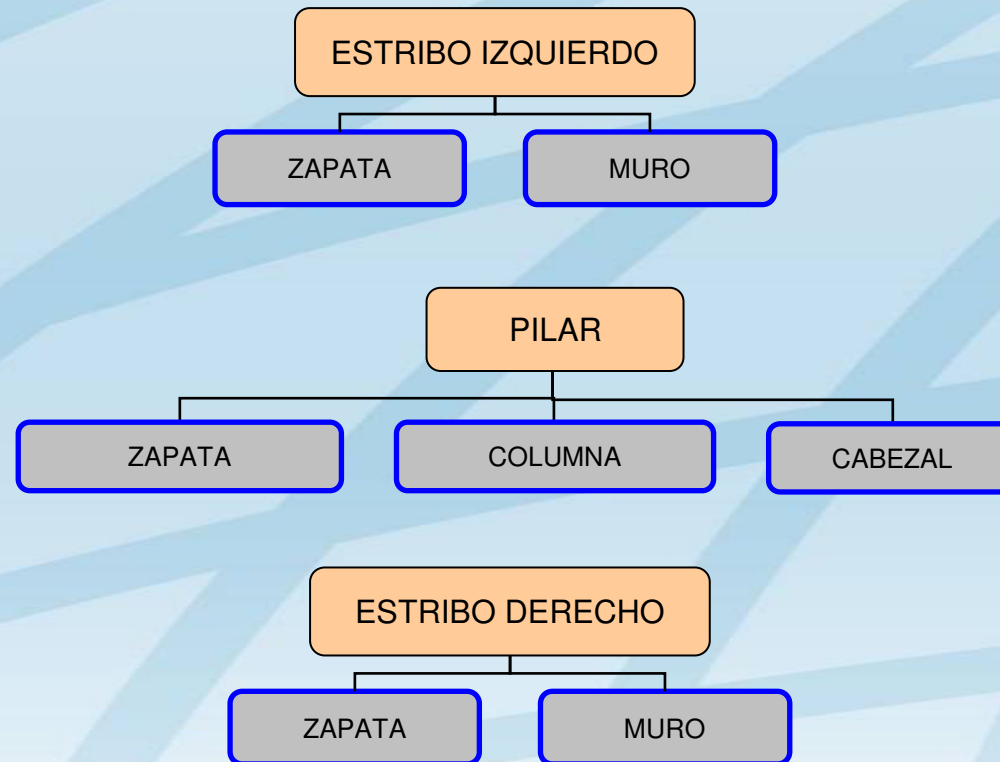 ESTRIBO IZQUIERDO
ZAPATA
MURO
PILAR
ZAPATA
COLUMNA
CABEZAL
ESTRIBO DERECHO
ZAPATA
MURO